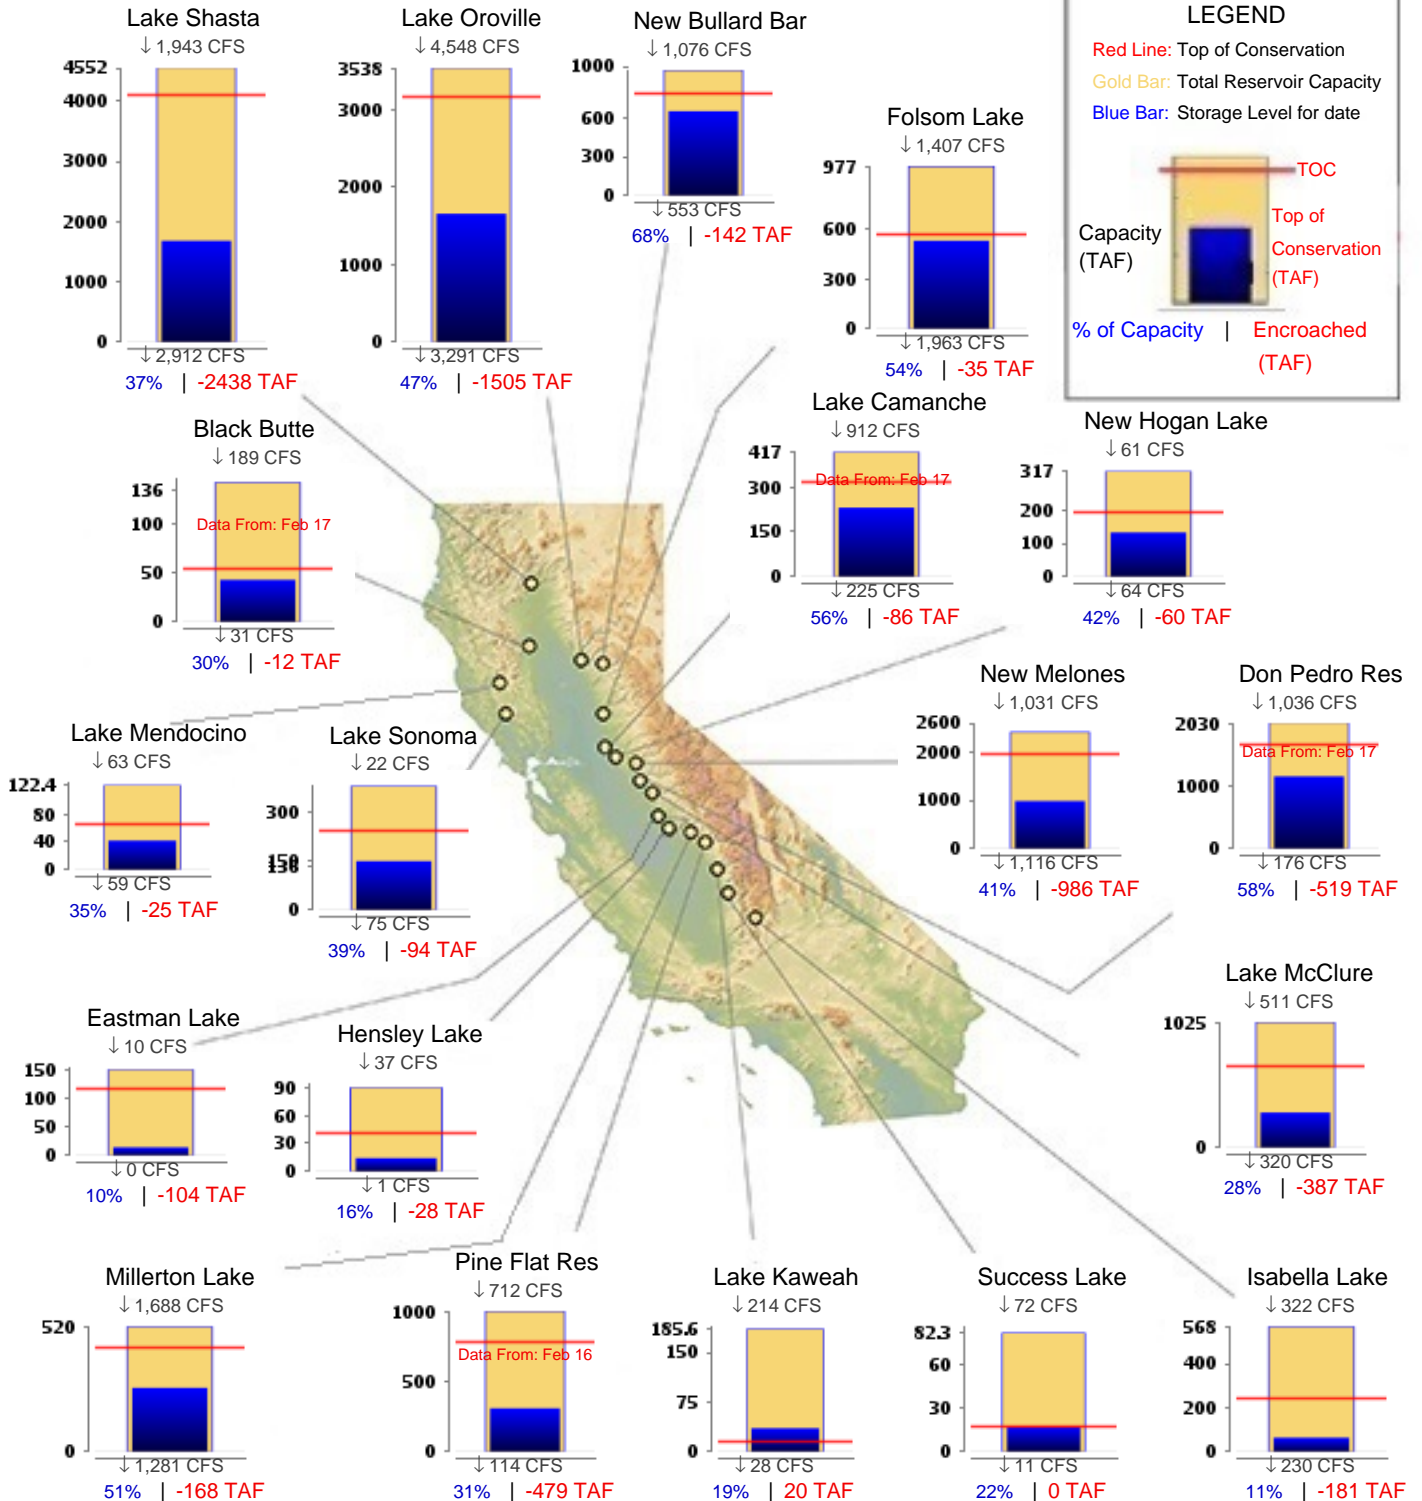 Lake Shasta
↓ 1,943 CFS
4552
4000
3000
2000
1000
0
↓ 2,912 CFS
37% | -2438 TAF
Lake Oroville
↓ 4,548 CFS
3538
3000
2000
1000
0
↓ 3,291 CFS
47% | -1505 TAF
New Bullard Bar
↓ 1,076 CFS
1000
600
300
0
↓ 553 CFS
68% | -142 TAF
Folsom Lake
↓ 1,407 CFS
977
600
300
0
↓ 1,963 CFS
54% | -35 TAF
LEGEND
Red Line: Top of Conservation
Gold Bar: Total Reservoir Capacity
Blue Bar: Storage Level for date
TOC
Capacity
(TAF)
Top of
Conservation
(TAF)
% of Capacity | Encroached
(TAF)
Black Butte
↓ 189 CFS
136
100
50
0
Data From: Feb 17
↓ 31 CFS
30% | -12 TAF
Lake Camanche
↓ 912 CFS
417
300
150
0
Data From: Feb 17
↓ 225 CFS
56% | -86 TAF
New Hogan Lake
↓ 61 CFS
317
200
100
0
↓ 64 CFS
42% | -60 TAF
Lake Mendocino
↓ 63 CFS
122.4
80
40
0
↓ 59 CFS
35% | -25 TAF
Lake Sonoma
↓ 22 CFS
300
150
0
↓ 75 CFS
39% | -94 TAF
New Melones
↓ 1,031 CFS
2600
2000
1000
0
↓ 1,116 CFS
41% | -986 TAF
Don Pedro Res
↓ 1,036 CFS
2030
1000
0
Data From: Feb 17
↓ 176 CFS
58% | -519 TAF
Eastman Lake
↓ 10 CFS
150
100
50
0
↓ 0 CFS
10% | -104 TAF
Hensley Lake
↓ 37 CFS
90
60
30
0
↓ 1 CFS
16% | -28 TAF
Lake McClure
↓ 511 CFS
1025
0
↓ 320 CFS
28% | -387 TAF
Millerton Lake
↓ 1,688 CFS
520
0
↓ 1,281 CFS
51% | -168 TAF
Pine Flat Res
↓ 712 CFS
1000
500
0
Data From: Feb 16
↓ 114 CFS
31% | -479 TAF
Lake Kaweah
↓ 214 CFS
185.6
150
75
0
↓ 28 CFS
19% | 20 TAF
Success Lake
↓ 72 CFS
82.3
60
30
0
↓ 11 CFS
22% | 0 TAF
Isabella Lake
↓ 322 CFS
568
400
200
0
↓ 230 CFS
11% | -181 TAF